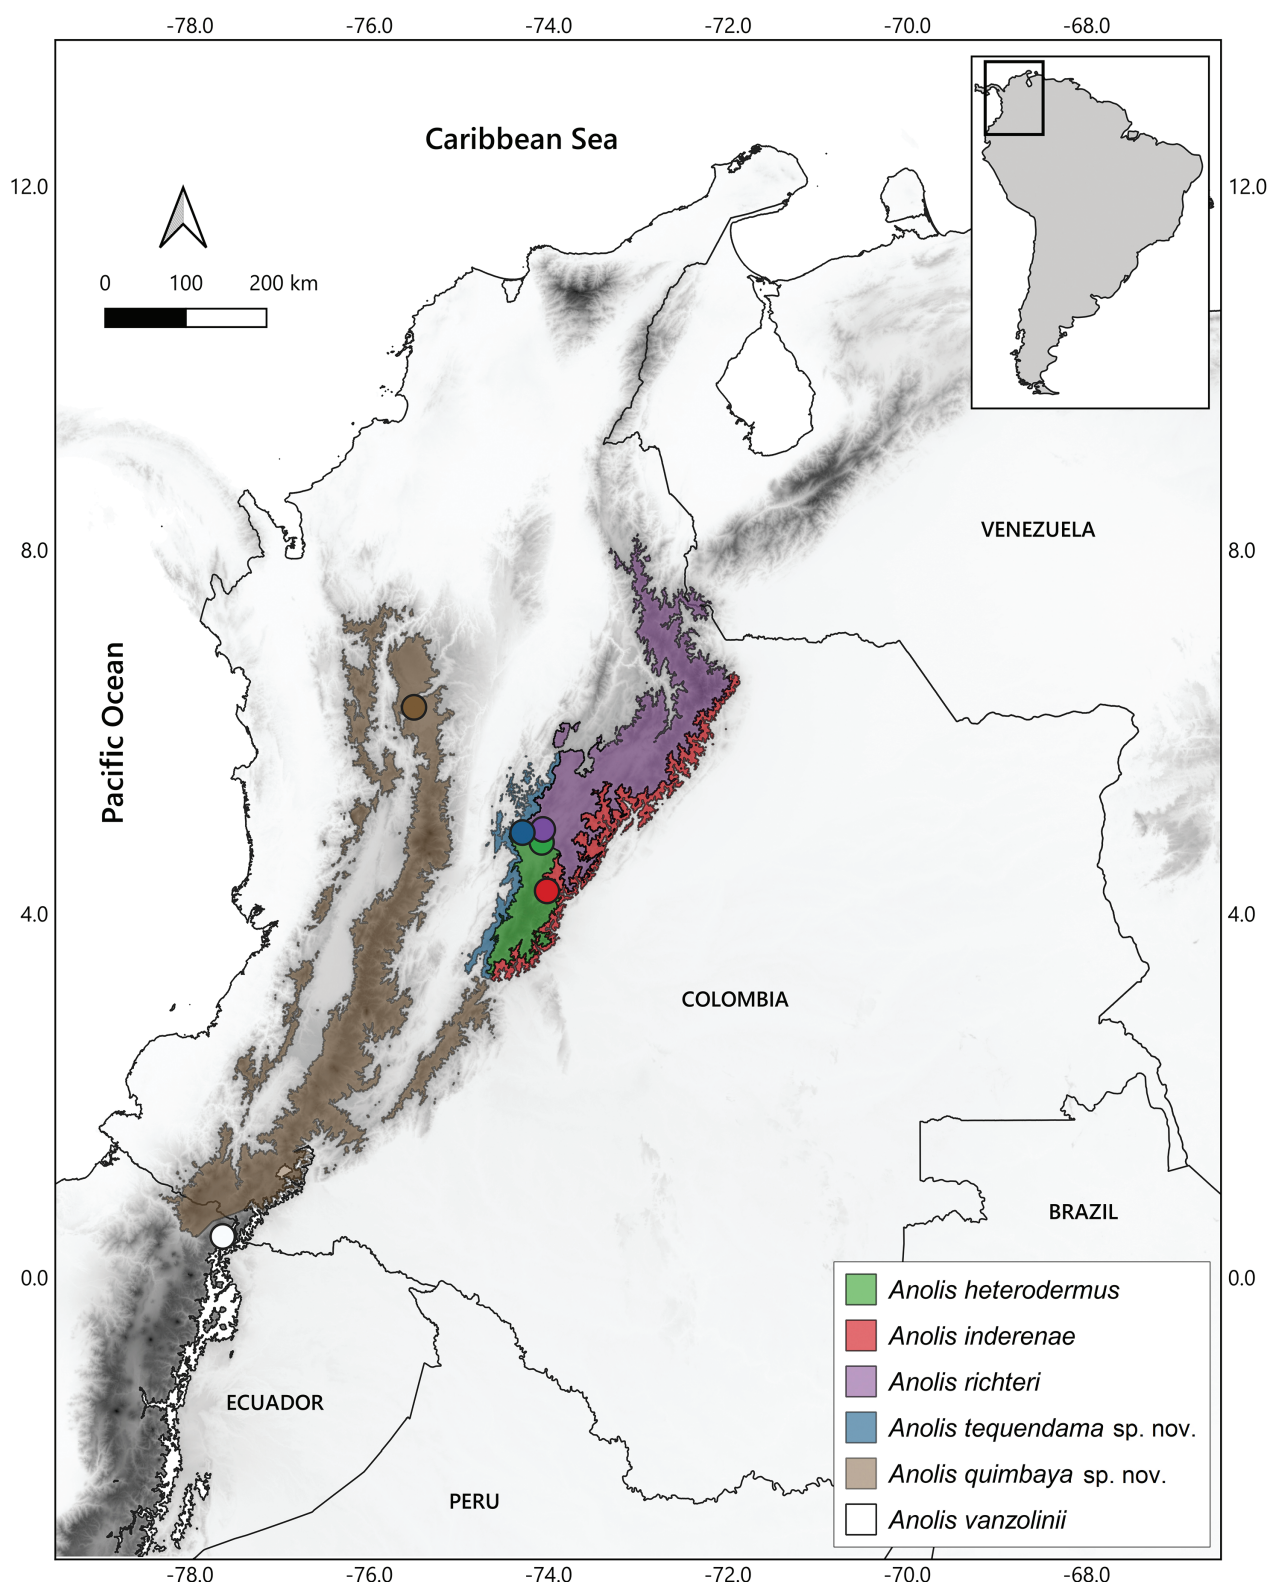 -78.0 -76.0 -74.0 -72.0 -70.0 -68.0
Caribbean Sea
12.0 12.0
0 100 200 km
VENEZUELA
8.0 8.0
Pacific Ocean
4.0 4.0
COLOMBIA
BRAZIL
0.0 0.0
Anolis heterodermus
Anolis inderenae
Anolis richteri
ECUADOR
Anolis tequendama sp. nov.
Anolis quimbaya sp. nov.
PERU
Anolis vanzolinii
-78.0 -76.0 -74.0 -72.0 -70.0 -68.0